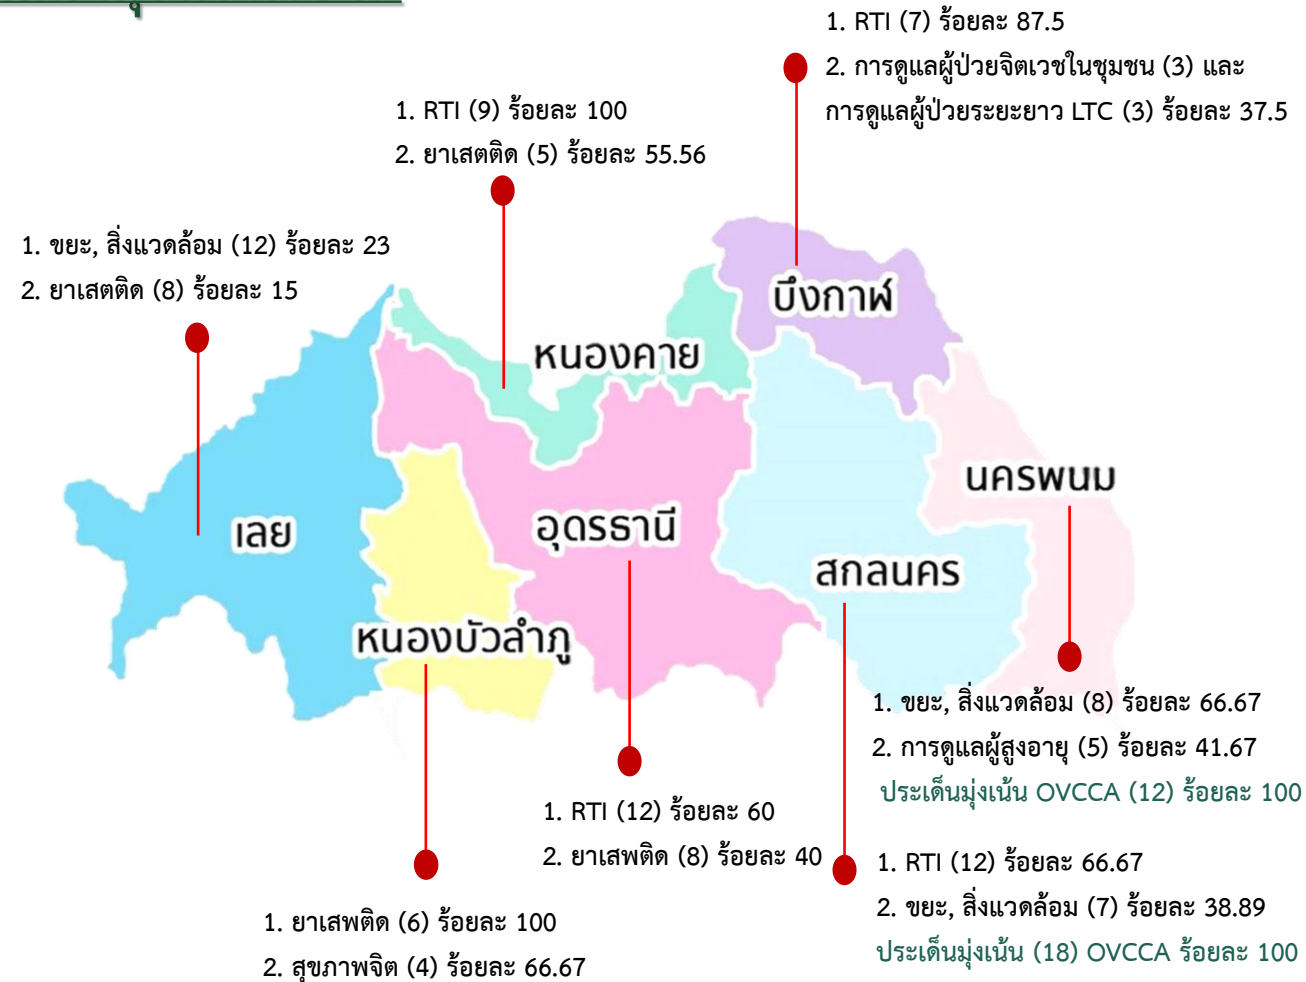 1. RTI (7) ร้อยละ 87.5
2. การดูแลผู้ป่วยจิตเวชในชุมชน (3) และ
การดูแลผู้ป่วยระยะยาว LTC (3) ร้อยละ 37.5
1. RTI (9) ร้อยละ 100
2. ยาเสตติด (5) ร้อยละ 55.56
1. ขยะ, สิ่งแวดล้อม (12) ร้อยละ 23
2. ยาเสตติด (8) ร้อยละ 15
บึงกาฬ
หนองคาย
นครพนม
เลย
อุดรธานี
สกลนคร
หนองบัวลำภู
1. ขยะ, สิ่งแวดล้อม (8) ร้อยละ 66.67
2. การดูแลผู้สูงอายุ (5) ร้อยละ 41.67
ประเด็นมุ่งเน้น OVCCA (12) ร้อยละ 100
1. RTI (12) ร้อยละ 60
2. ยาเสพติด (8) ร้อยละ 40
1. RTI (12) ร้อยละ 66.67
2. ขยะ, สิ่งแวดล้อม (7) ร้อยละ 38.89
ประเด็นมุ่งเน้น (18) OVCCA ร้อยละ 100
1. ยาเสพติด (6) ร้อยละ 100
2. สุขภาพจิต (4) ร้อยละ 66.67